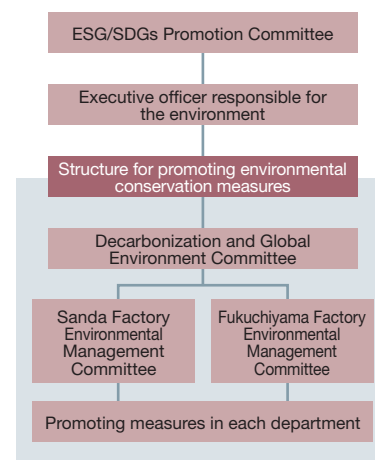 ESG/SDGs Promotion Committee
Executive officer responsible for
the environment
Structure for promoting environmental
conservation measures
Decarbonization and Global
Environment Committee
Sanda Factory
Environmental
Management
Committee
Fukuchiyama Factory
Environmental
Management
Committee
Promoting measures in each department